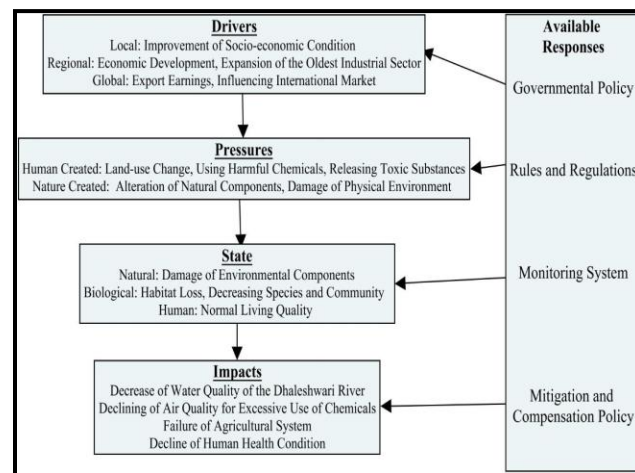 Drivers
Local: Improvement of Socio-economic Condition
Regional: Economic Development, Expansion of the Oldest Industrial Sector
Global: Export Earnings, Influencing International Market
Pressures
Human Created: Land-use Change, Using Harmful Chemicals, Releasing Toxic Substances
Nature Created: Alteration of Natural Components, Damage of Physical Environment
State
Natural: Damage of Environmental Components
Biological: Habitat Loss, Decreasing Species and Community
Human: Normal Living Quality
Impacts
Decrease of Water Quality of the Dhaleshwari River
Declining of Air Quality for Excessive Use of Chemicals
Failure of Agricultural System
Decline of Human Health Condition
Available
Responses
Governmental Policy
Rules and Regulations
Monitoring System
Mitigation and
Compensation Policy